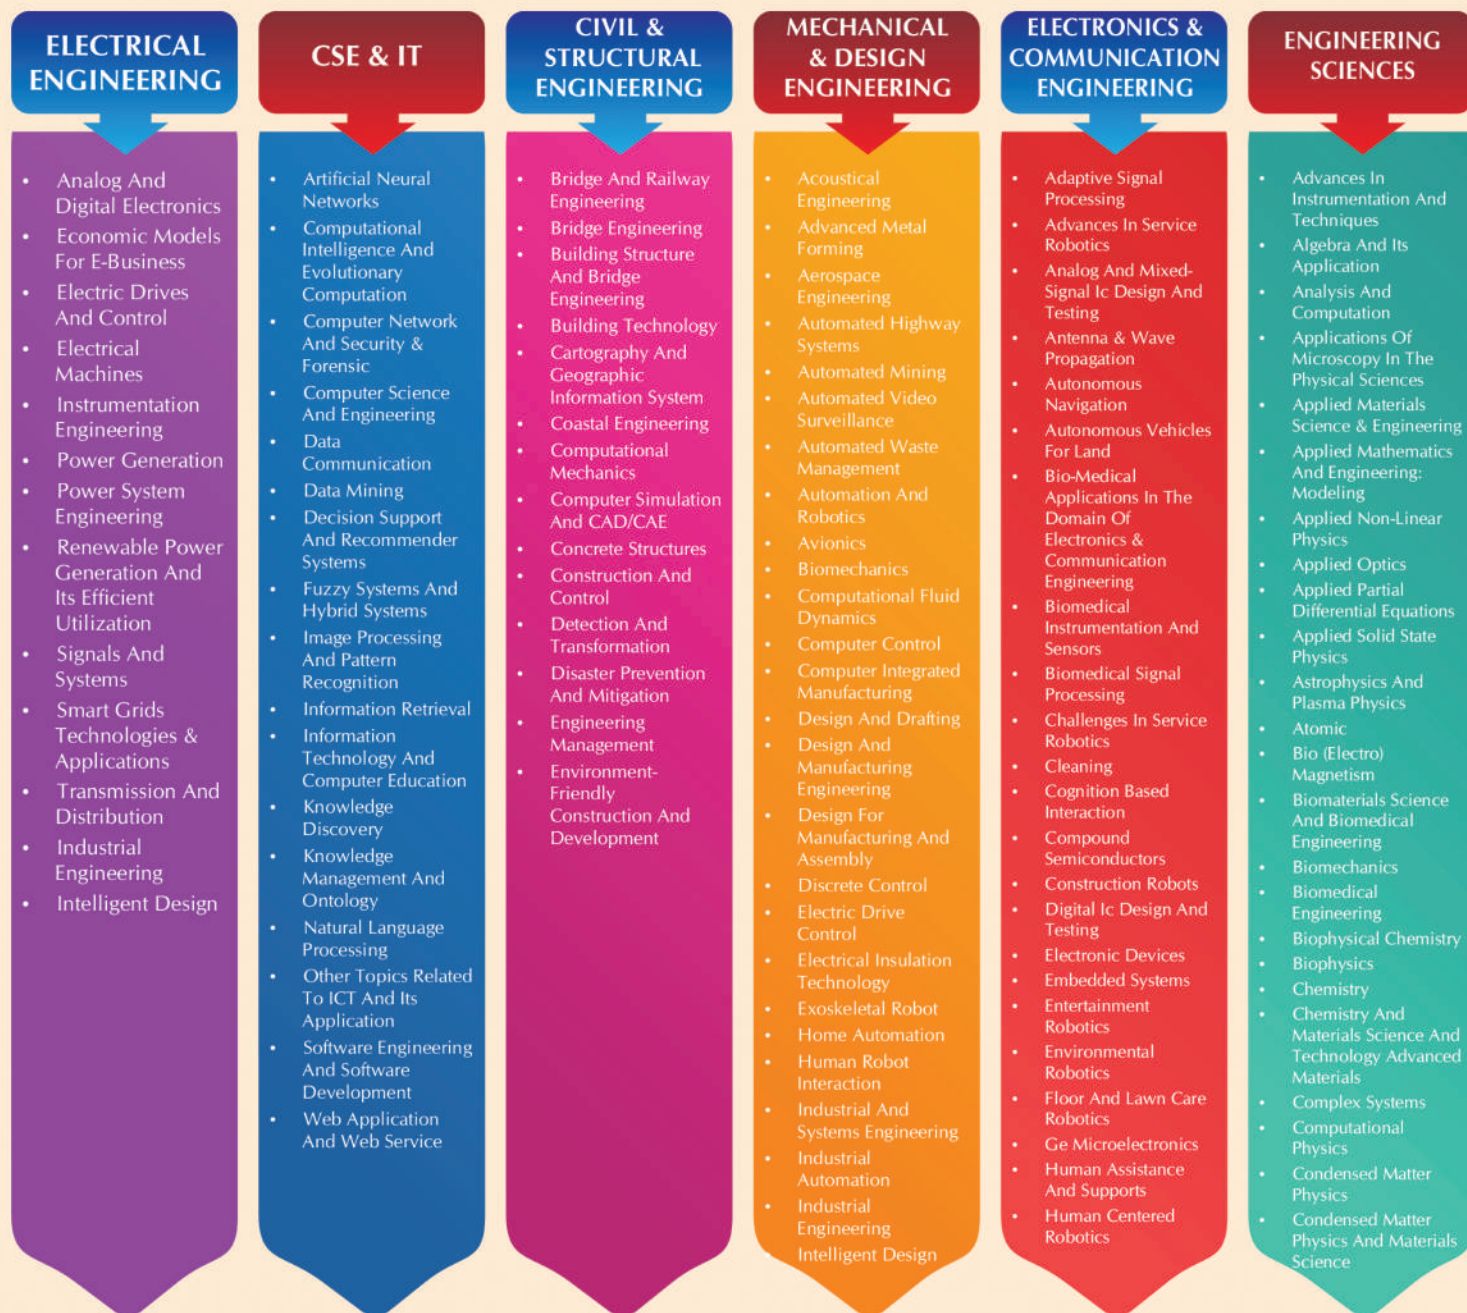 ELECTRICAL
ENGINEERING
• Analog And
Digital Electronics
• Economic Models
For E-Business
• Electric Drives
And Control
• Electrical
Machines
• Instrumentation
Engineering
• Power Generation
• Power System
Engineering
• Renewable Power
Generation And
Its Efficient
Utilization
• Signals And
Systems
• Smart Grids
Technologies &
Applications
• Transmission And
Distribution
• Industrial
Engineering
• Intelligent Design
CSE & IT
• Artificial Neural
Networks
• Computational
Intelligence And
Evolutionary
Computation
• Computer Network
And Security &
Forensic
• Computer Science
And Engineering
• Data
Communication
• Data Mining
• Decision Support
And Recommender
Systems
• Fuzzy Systems And
Hybrid Systems
• Image Processing
And Pattern
Recognition
• Information Retrieval
• Information
Technology And
Computer Education
• Knowledge
Discovery
• Knowledge
Management And
Ontology
• Natural Language
Processing
• Other Topics Related
To ICT And Its
Application
• Software Engineering
And Software
Development
• Web Application
And Web Service
CIVIL &
STRUCTURAL
ENGINEERING
• Bridge And Railway
Engineering
• Bridge Engineering
• Building Structure
And Bridge
Engineering
• Building Technology
• Cartography And
Geographic
Information System
• Coastal Engineering
• Computational
Mechanics
• Computer Simulation
And CAD/CAE
• Concrete Structures
• Construction And
Control
• Detection And
Transformation
• Disaster Prevention
And Mitigation
• Engineering
Management
• Environment-
Friendly
Construction And
Development
MECHANICAL
& DESIGN
ENGINEERING
• Acoustical
Engineering
• Advanced Metal
Forming
• Aerospace
Engineering
• Automated Highway
Systems
• Automated Mining
• Automated Video
Surveillance
• Automated Waste
Management
• Automation And
Robotics
• Avionics
• Biomechanics
• Computational Fluid
Dynamics
• Computer Control
• Computer Integrated
Manufacturing
• Design And Drafting
• Design And
Manufacturing
Engineering
• Design For
Manufacturing And
Assembly
• Discrete Control
• Electric Drive
Control
• Electrical Insulation
Technology
• Exoskeletal Robot
• Home Automation
• Human Robot
Interaction
• Industrial And
Systems Engineering
• Industrial
Automation
• Industrial
Engineering
• Intelligent Design
ELECTRONICS &
COMMUNICATION
ENGINEERING
• Adaptive Signal
Processing
• Advances In Service
Robotics
• Analog And Mixed-
Signal Ic Design And
Testing
• Antenna & Wave
Propagation
• Autonomous
Navigation
• Autonomous Vehicles
For Land
• Bio-Medical
Applications In The
Domain Of
Electronics &
Communication
Engineering
• Biomedical
Instrumentation And
Sensors
• Biomedical Signal
Processing
• Challenges In Service
Robotics
• Cleaning
• Cognition Based
Interaction
• Compound
Semiconductors
• Construction Robots
• Digital Ic Design And
Testing
• Electronic Devices
• Embedded Systems
• Entertainment
Robotics
• Environmental
Robotics
• Floor And Lawn Care
Robotics
• Ge Microelectronics
• Human Assistance
And Supports
• Human Centered
Robotics
ENGINEERING
SCIENCES
• Advances In
Instrumentation And
Techniques
• Algebra And Its
Application
• Analysis And
Computation
• Applications Of
Microscopy In The
Physical Sciences
• Applied Materials
Science & Engineering
• Applied Mathematics
And Engineering:
Modeling
• Applied Non-Linear
Physics
• Applied Optics
• Applied Partial
Differential Equations
• Applied Solid State
Physics
• Astrophysics And
Plasma Physics
• Atomic
• Bio (Electro)
Magnetism
• Biomaterials Science
And Biomedical
Engineering
• Biomechanics
• Biomedical
Engineering
• Biophysical Chemistry
• Biophysics
• Chemistry
• Chemistry And
Materials Science And
Technology Advanced
Materials
• Complex Systems
• Computational
Physics
• Condensed Matter
Physics
• Condensed Matter
Physics And Materials
Science